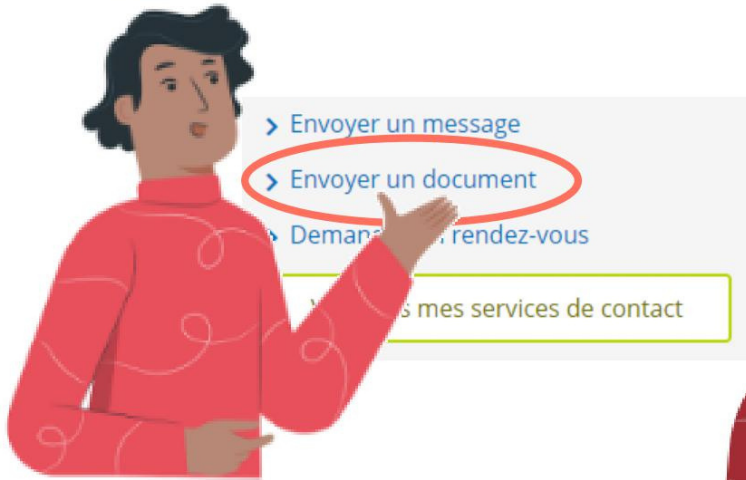 Envoyer un message
Envoyer un document
rendez-vous
mes services de contact